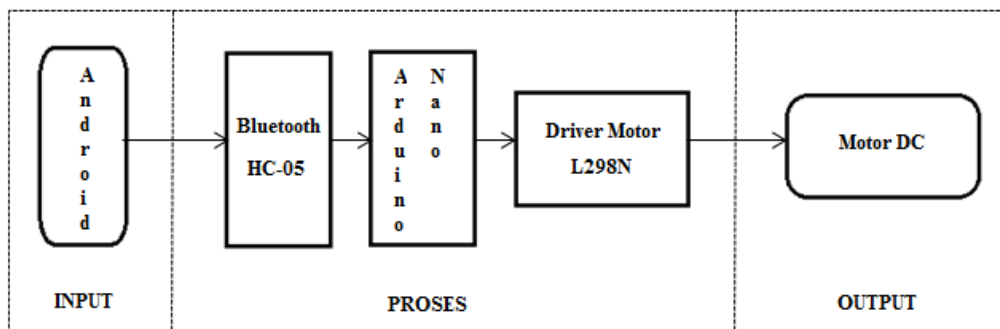 Android
Bluetooth
HC-05
Arduino
Nano
Driver Motor
L298N
Motor DC
INPUT
PROSES
OUTPUT